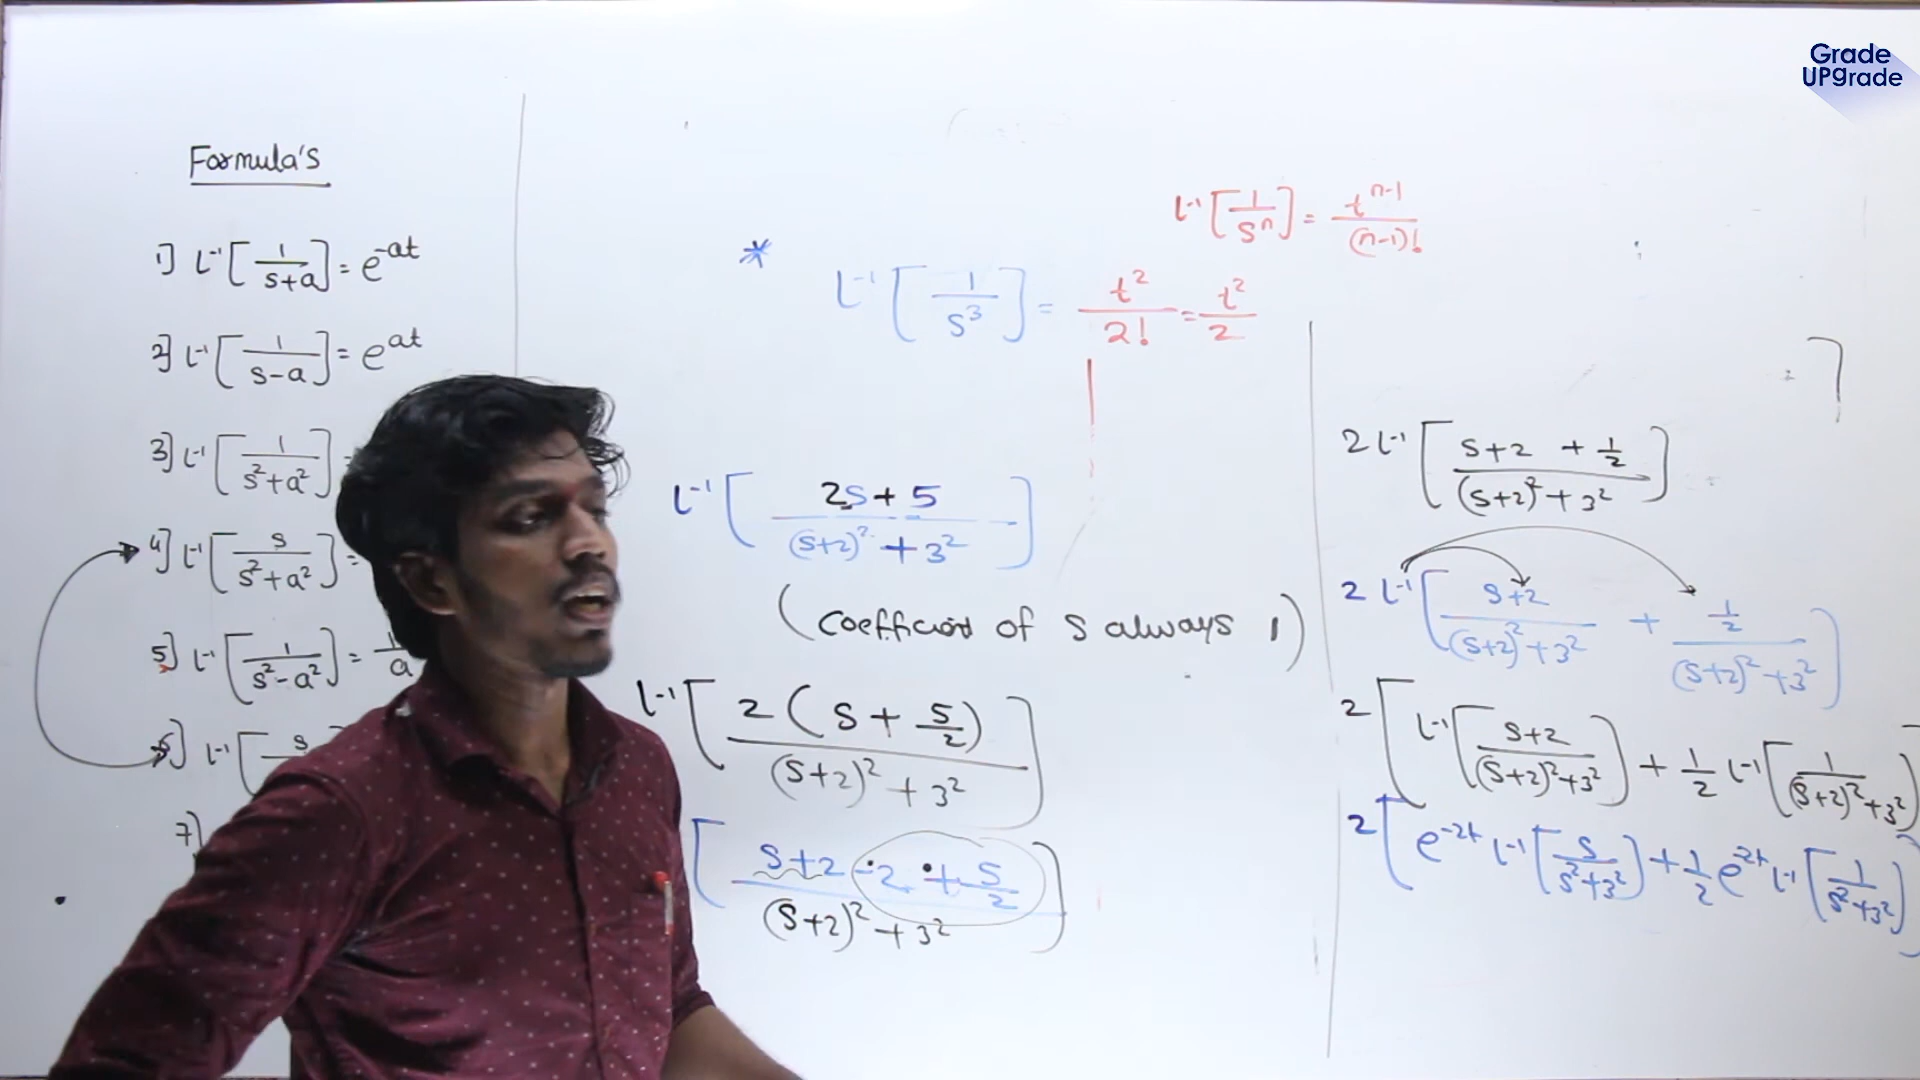 Grade
UPgrade
Formula's
1) L⁻¹[1/(s+a)] = e^-at
2) L⁻¹[1/(s-a)] = e^at
3) L⁻¹[1/(s²+a²)] =
4) L⁻¹[s/(s²+a²)] =
5) L⁻¹[1/(s²-a²)] = 1/a
6) L⁻¹[s
7)
L⁻¹[1/s^n] = t^(n-1)/(n-1)!
* L⁻¹[1/s³] = t²/2! = t²/2
L⁻¹[(2s+5)/((s+2)²+3²)]
(coefficient of s always 1)
L⁻¹[2(s+5/2)/((s+2)²+3²)]
[(s+2-2+5/2)/((s+2)²+3²)]
2 L⁻¹[(s+2+1/2)/((s+2)²+3²)]
2 L⁻¹[(s+2)/((s+2)²+3²) + (1/2)/((s+2)²+3²)]
2[L⁻¹[(s+2)/((s+2)²+3²)] + 1/2 L⁻¹[1/((s+2)²+3²)]
2[e^-2t L⁻¹[s/(s²+3²)] + 1/2 e^-2t L⁻¹[1/(s²+3²)]]